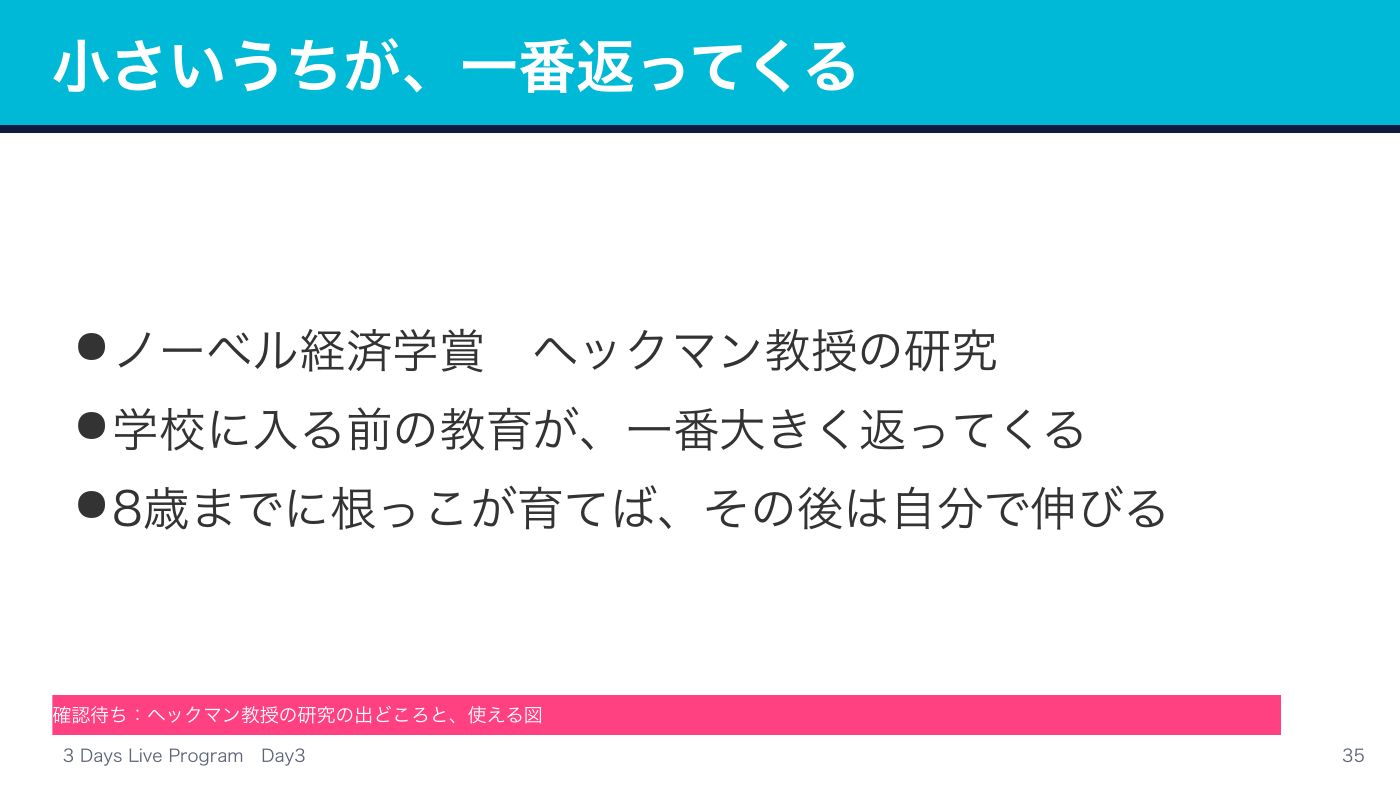 小さいうちが、一番返ってくる
●ノーベル経済学賞　ヘックマン教授の研究
●学校に入る前の教育が、一番大きく返ってくる
●8歳までに根っこが育てば、その後は自分で伸びる
確認待ち：ヘックマン教授の研究の出どころと、使える図
3 Days Live Program　Day3
35